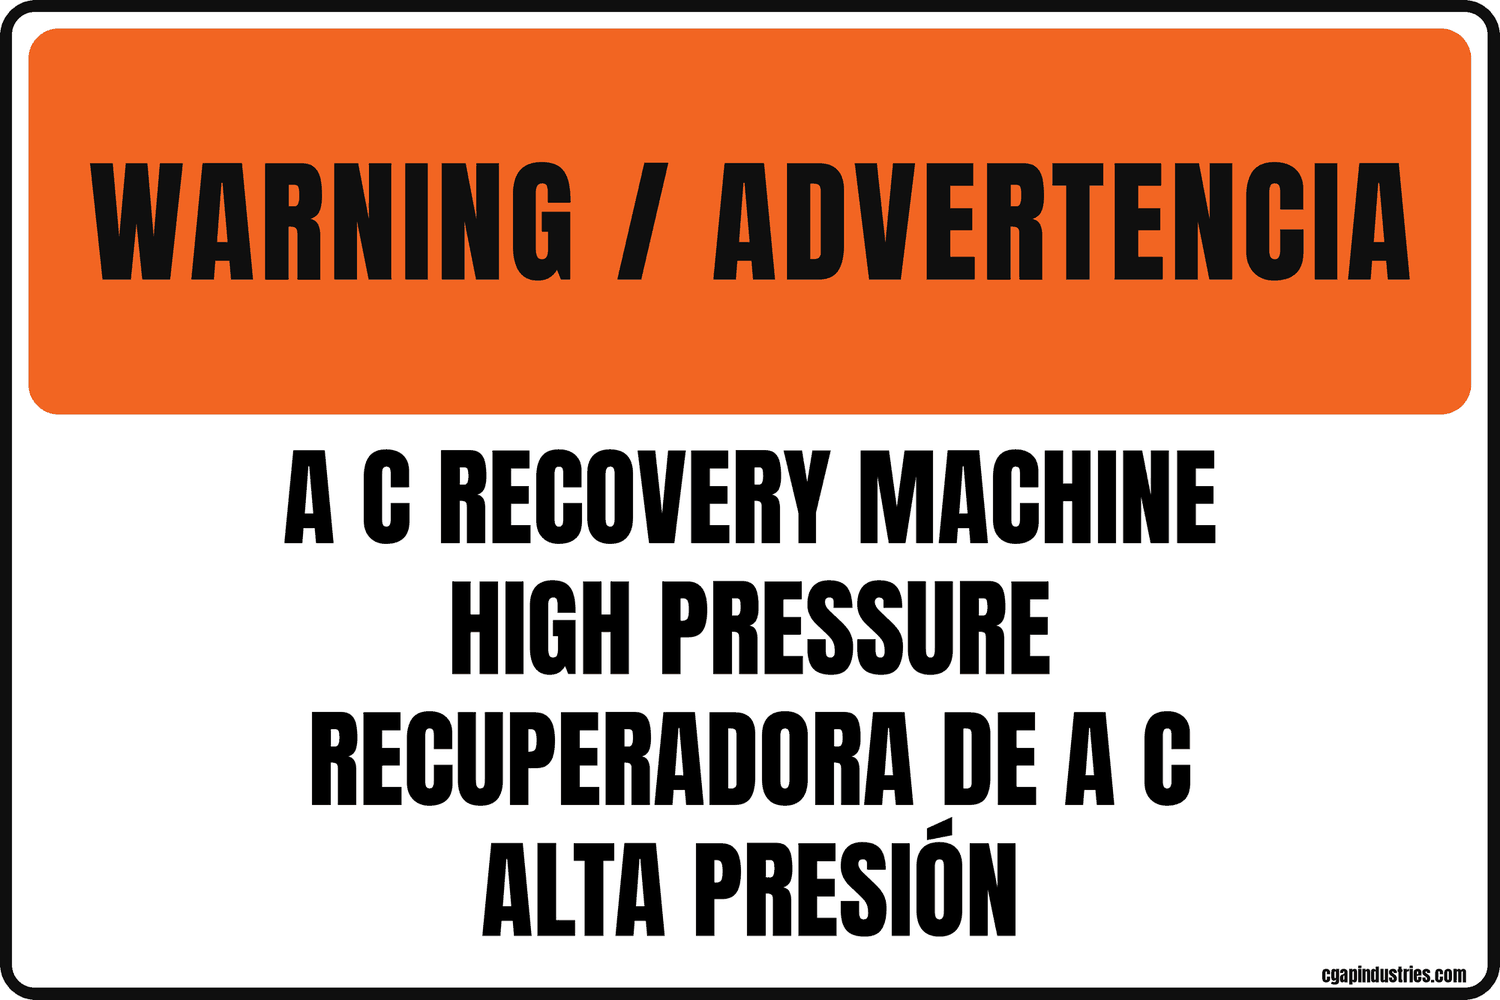 WARNING / ADVERTENCIA
A C RECOVERY MACHINE
HIGH PRESSURE
RECUPERADORA DE A C
ALTA PRESIÓN
cgapindustries.com